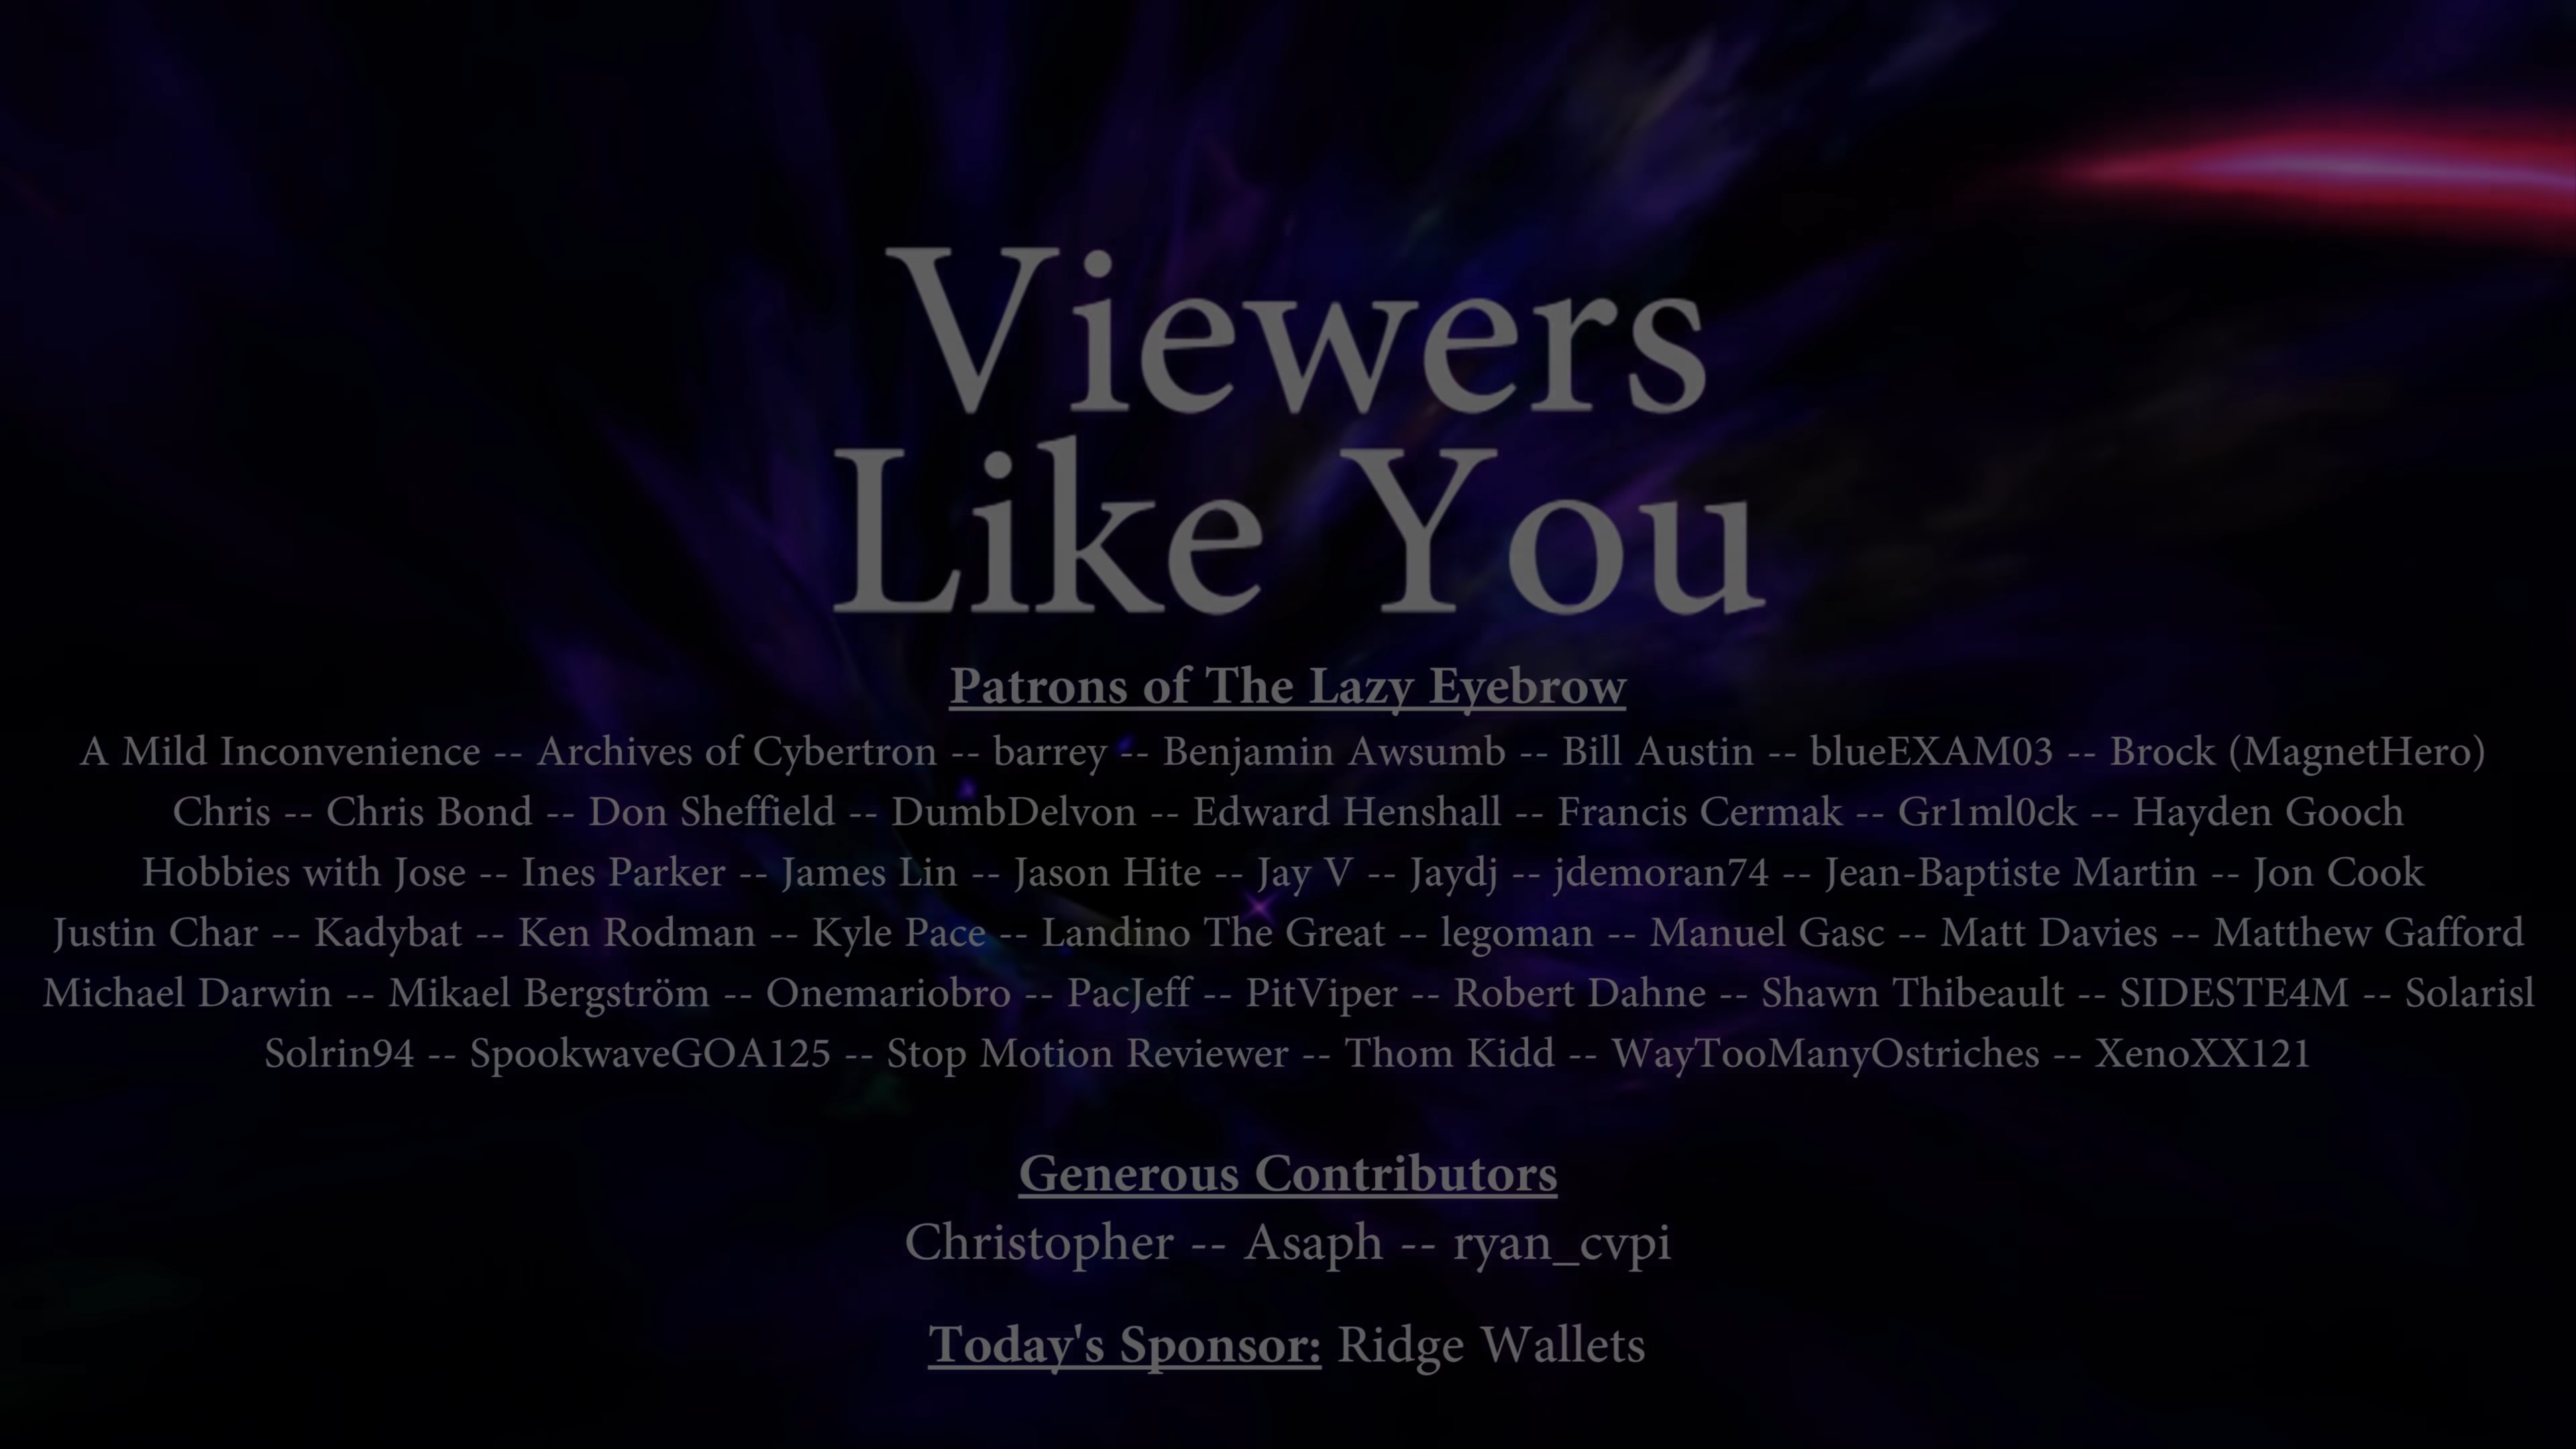 Viewers
Like You
Patrons of The Lazy Eyebrow
A Mild Inconvenience -- Archives of Cybertron -- barrey -- Benjamin Awsumb -- Bill Austin -- blueEXAM03 -- Brock (MagnetHero)
Chris -- Chris Bond -- Don Sheffield -- DumbDelvon -- Edward Henshall -- Francis Cermak -- Gr1ml0ck -- Hayden Gooch
Hobbies with Jose -- Ines Parker -- James Lin -- Jason Hite -- Jay V -- Jaydj -- jdemoran74 -- Jean-Baptiste Martin -- Jon Cook
Justin Char -- Kadybat -- Ken Rodman -- Kyle Pace -- Landino The Great -- legoman -- Manuel Gasc -- Matt Davies -- Matthew Gafford
Michael Darwin -- Mikael Bergström -- Onemariobro -- PacJeff -- PitViper -- Robert Dahne -- Shawn Thibeault -- SIDESTE4M -- Solarisl
Solrin94 -- SpookwaveGOA125 -- Stop Motion Reviewer -- Thom Kidd -- WayTooManyOstriches -- XenoXX121
Generous Contributors
Christopher -- Asaph -- ryan_cvpi
Today's Sponsor: Ridge Wallets